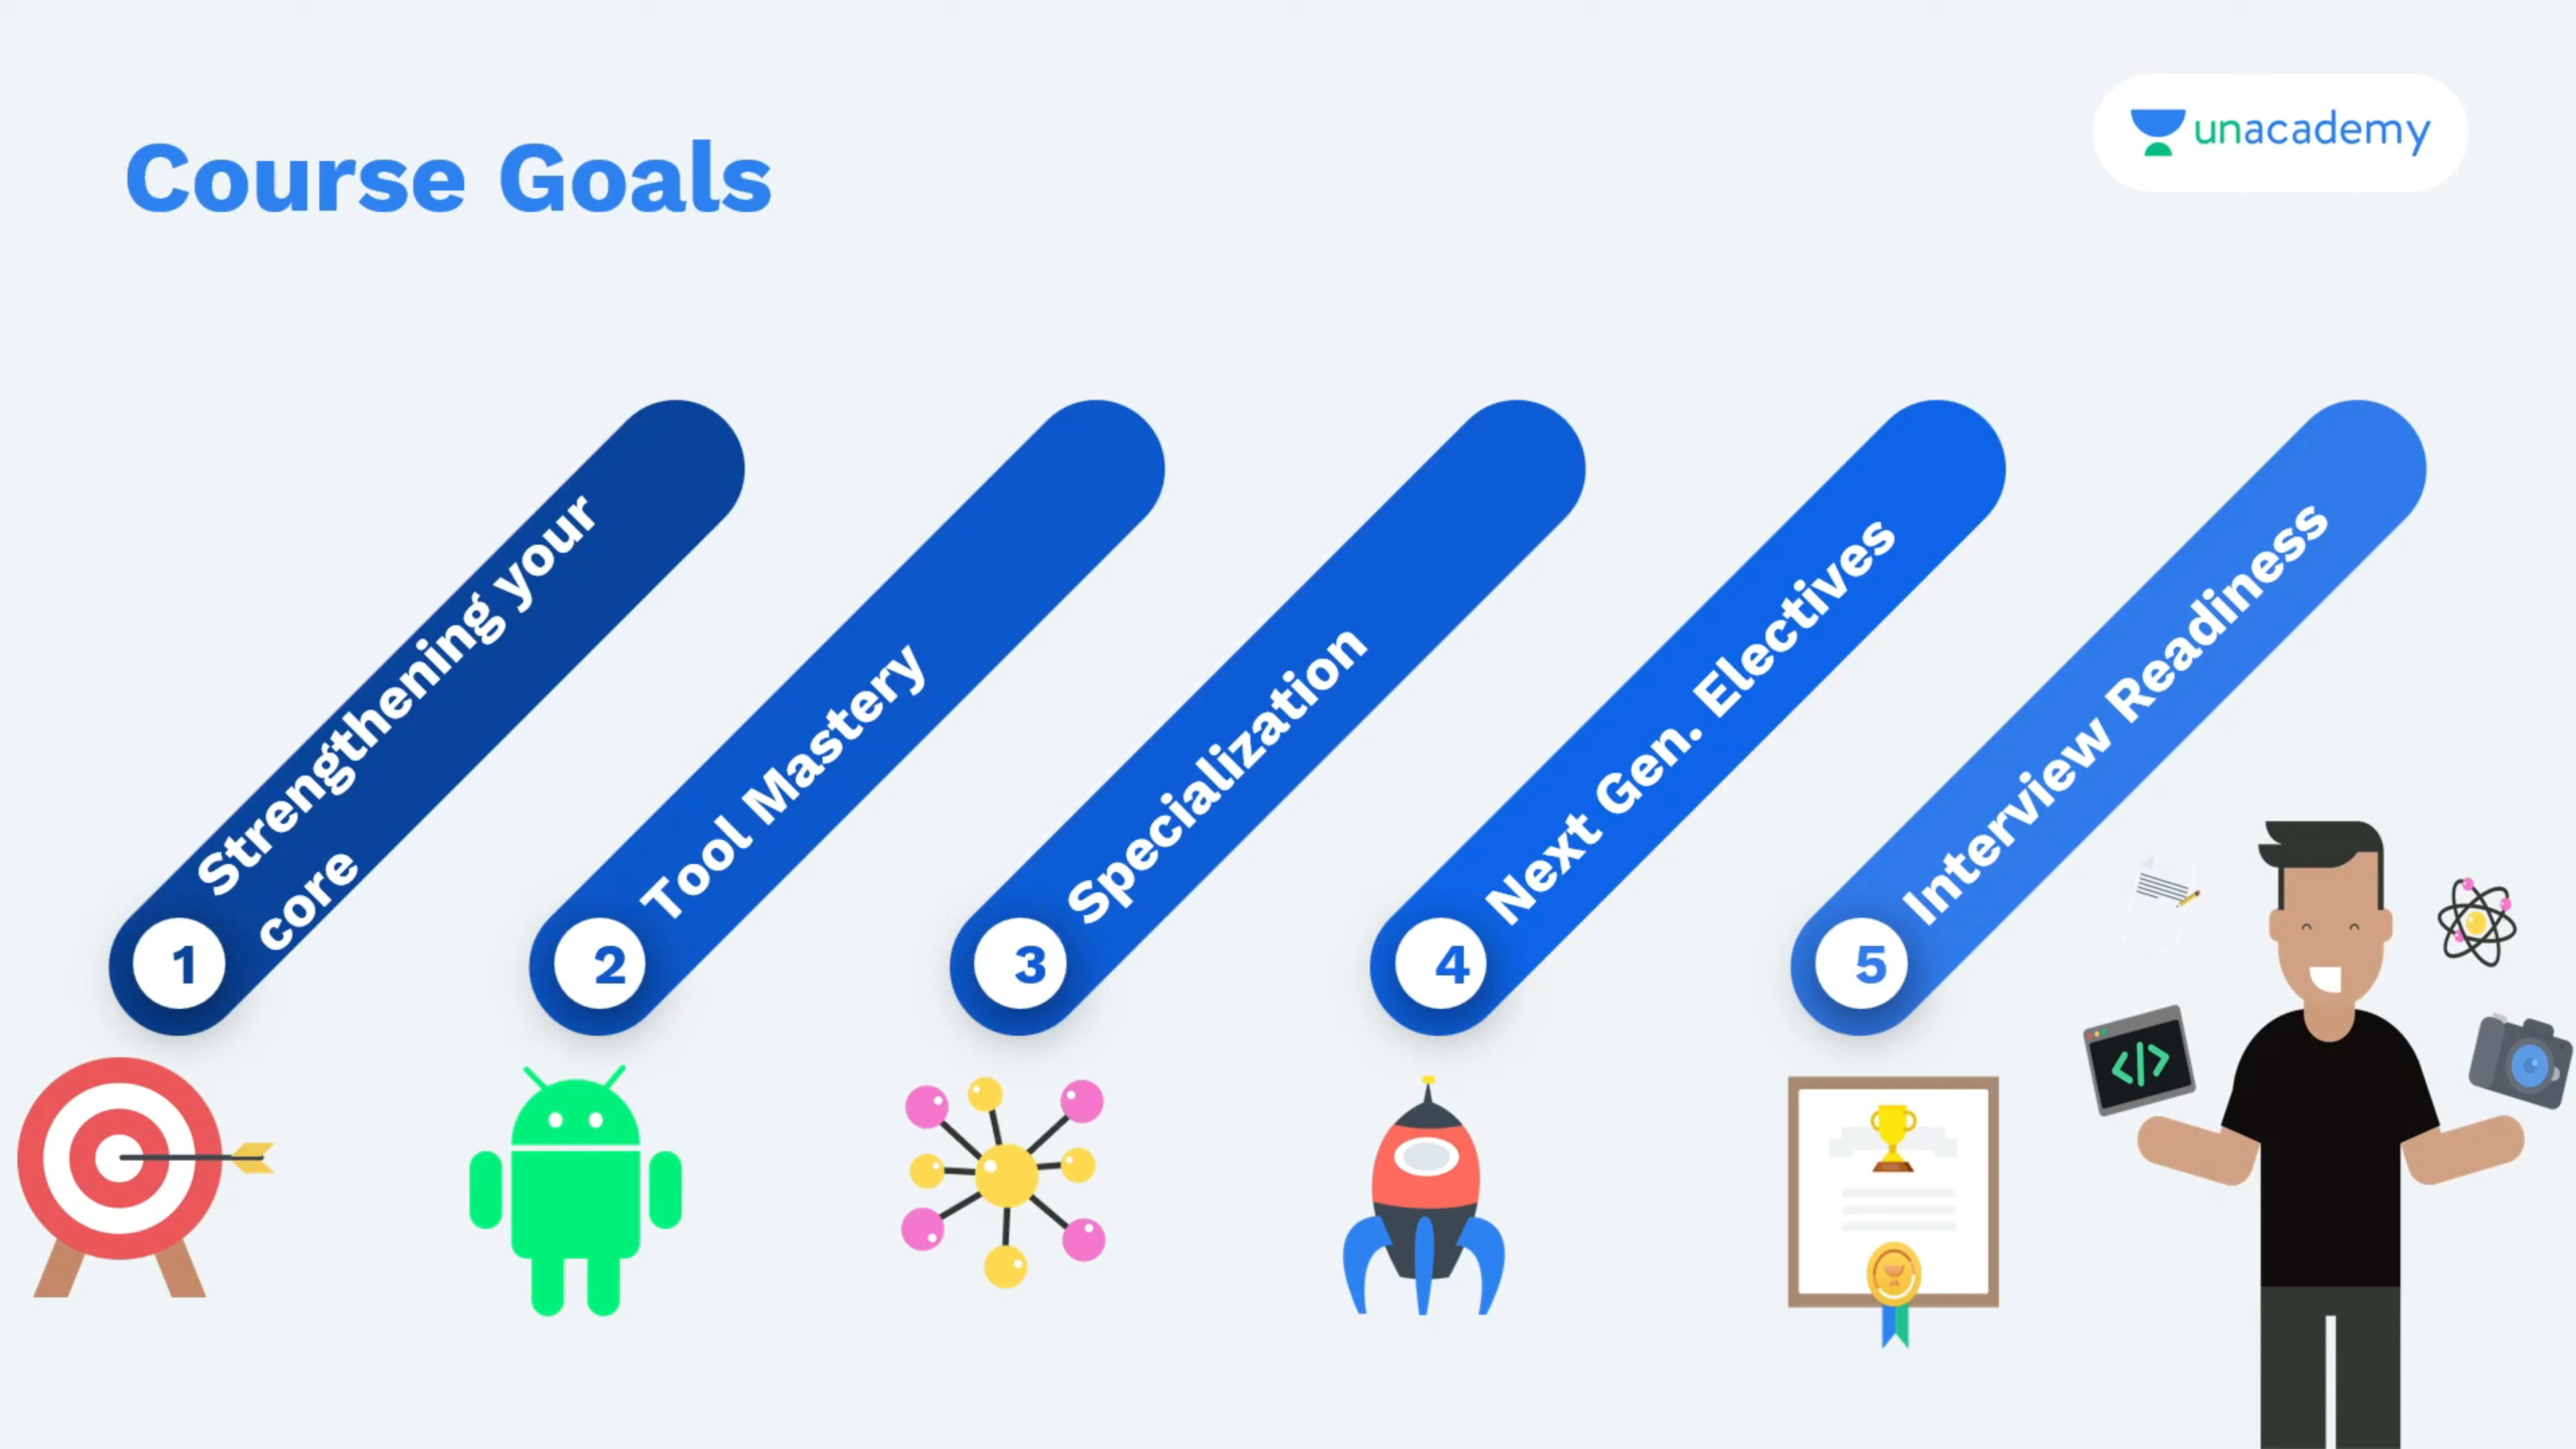 Course Goals
unacademy
Strengthening your
core
1
Tool Mastery
2
Specialization
3
Next Gen. Electives
4
Interview Readiness
5
</>